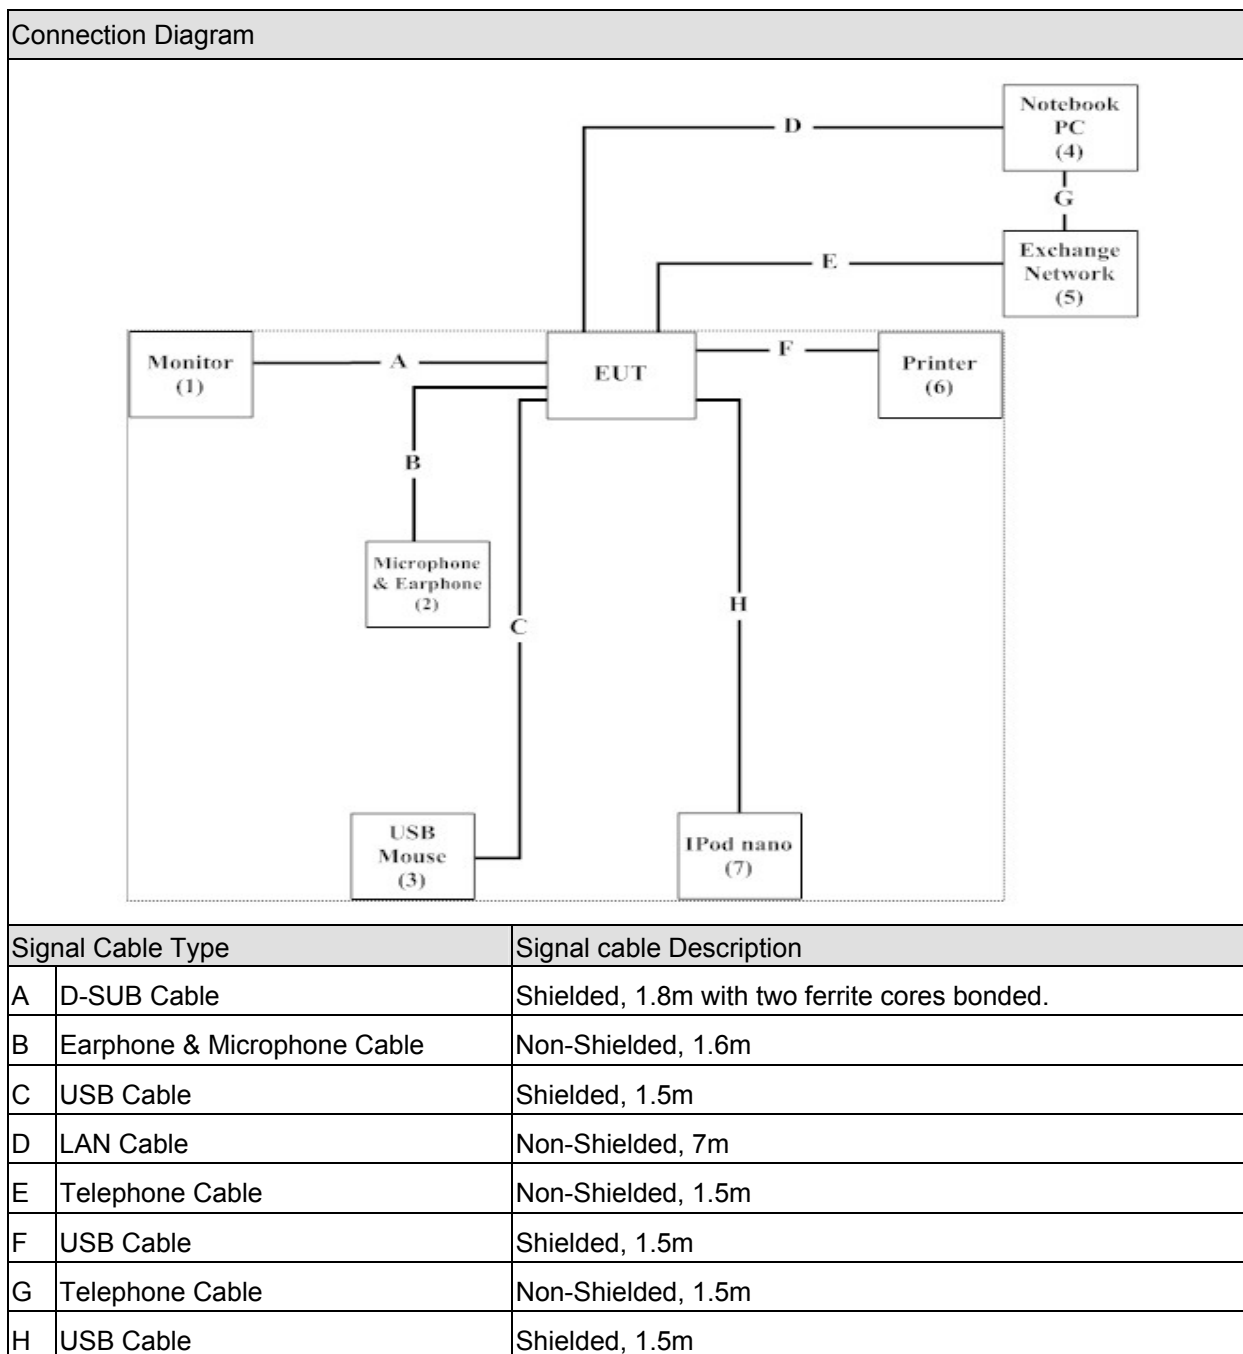 Connection Diagram
Notebook
PC
(4)
D
G
Exchange
Network
(5)
E
Monitor
(1)
A
EUT
F
Printer
(6)
B
Microphone
& Earphone
(2)
C
H
USB
Mouse
(3)
IPod nano
(7)
Signal Cable Type Signal cable Description
A D-SUB Cable Shielded, 1.8m with two ferrite cores bonded.
B Earphone & Microphone Cable Non-Shielded, 1.6m
C USB Cable Shielded, 1.5m
D LAN Cable Non-Shielded, 7m
E Telephone Cable Non-Shielded, 1.5m
F USB Cable Shielded, 1.5m
G Telephone Cable Non-Shielded, 1.5m
H USB Cable Shielded, 1.5m